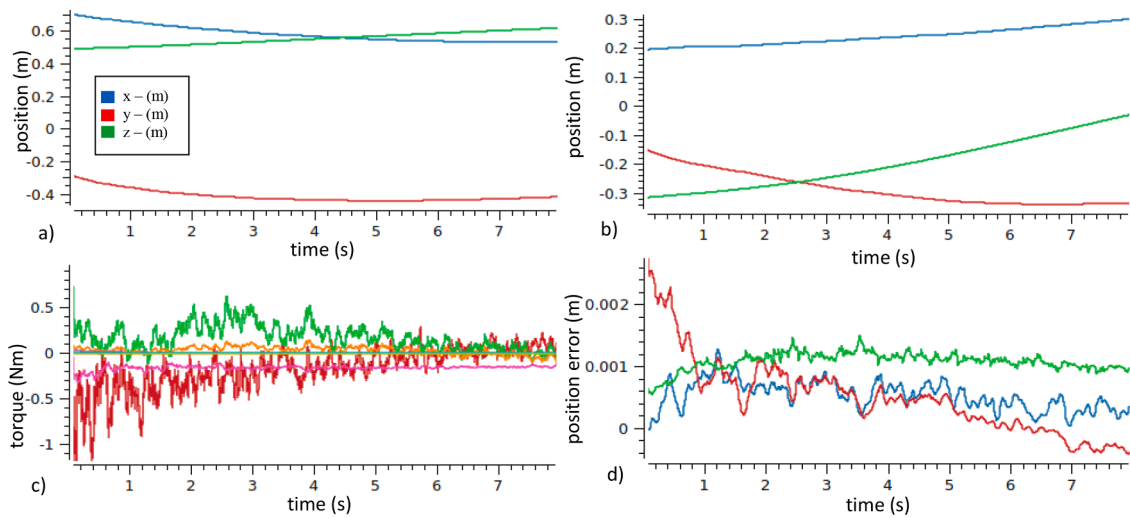 position (m)
0.6
0.4
0.2
0
-0.2
-0.4
x – (m)
y – (m)
z – (m)
1 2 3 4 5 6 7
a)
time (s)
position (m)
0.3
0.2
0.1
0
-0.1
-0.2
-0.3
1 2 3 4 5 6 7
b)
time (s)
torque (Nm)
0.5
0
-0.5
-1
1 2 3 4 5 6 7
c)
time (s)
position error (m)
0.002
0.001
0
1 2 3 4 5 6 7
d)
time (s)